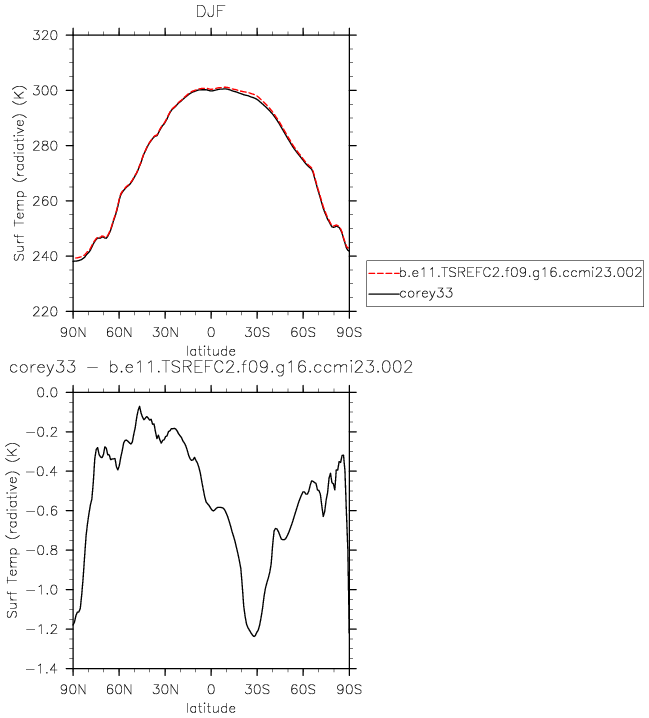 DJF
320
300
280
260
240
220
Surf Temp (radiative) (K)
90N 60N 30N 0 30S 60S 90S
latitude
b.e11.TSREFC2.f09.g16.ccmi23.002
corey33
corey33 − b.e11.TSREFC2.f09.g16.ccmi23.002
0.0
−0.2
−0.4
−0.6
−0.8
−1.0
−1.2
−1.4
Surf Temp (radiative) (K)
90N 60N 30N 0 30S 60S 90S
latitude